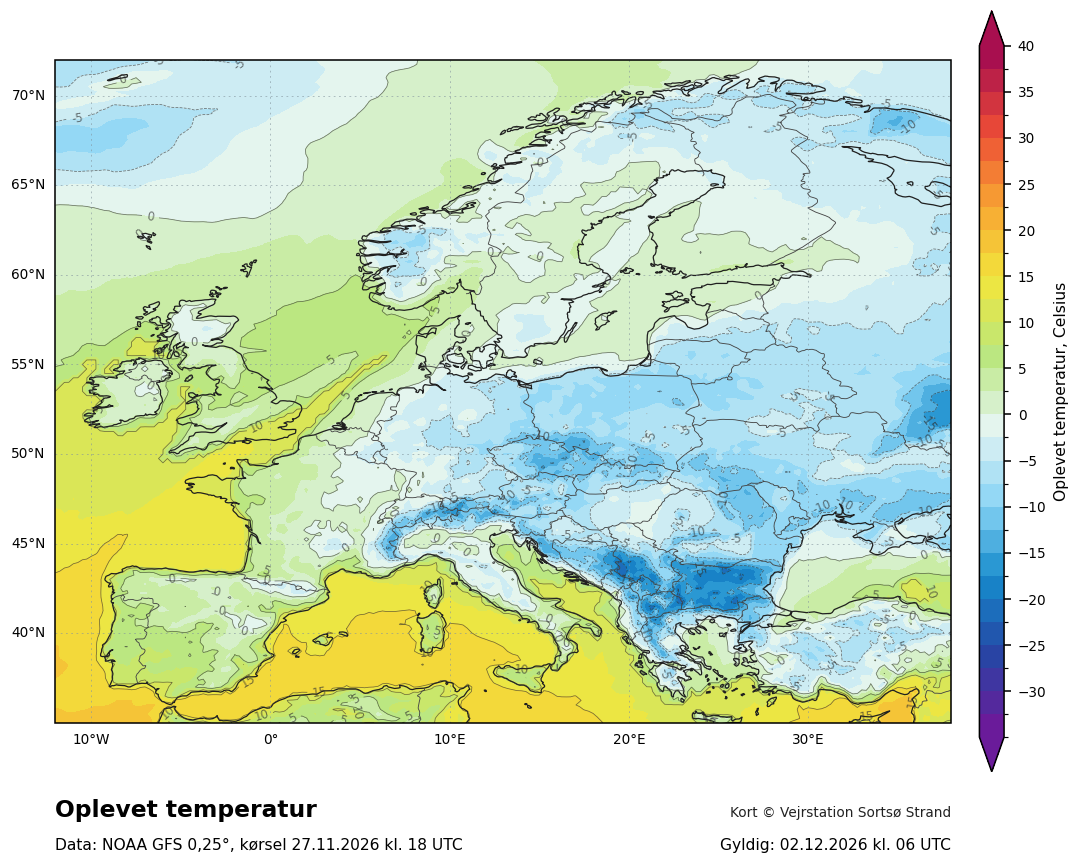 40
35
30
25
20
15
10
5
0
−5
−10
−15
−20
−25
−30
Oplevet temperatur, Celsius
70°N
65°N
60°N
55°N
50°N
45°N
40°N
10°W
0°
10°E
20°E
30°E
Oplevet temperatur
Kort © Vejrstation Sortsø Strand
Data: NOAA GFS 0,25°, kørsel 27.11.2026 kl. 18 UTC
Gyldig: 02.12.2026 kl. 06 UTC